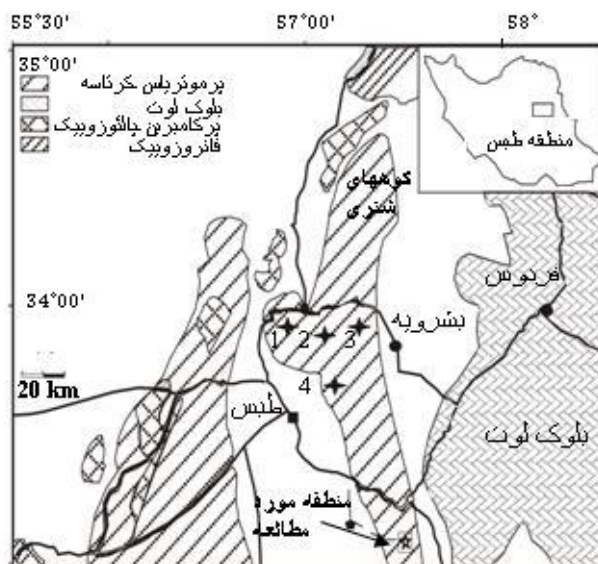 55°30'
57°00'
58°
35°00'
پرموتریاس کرتاسه
بلوک لوت
پرکامبرین پالئوزوییک
فانروزوییک
منطقه طبس
کوههای
شتری
فردوس
34°00'
بشرویه
1
2
3
4
20 km
طبس
بلوک لوت
منطقه مورد
مطالعه